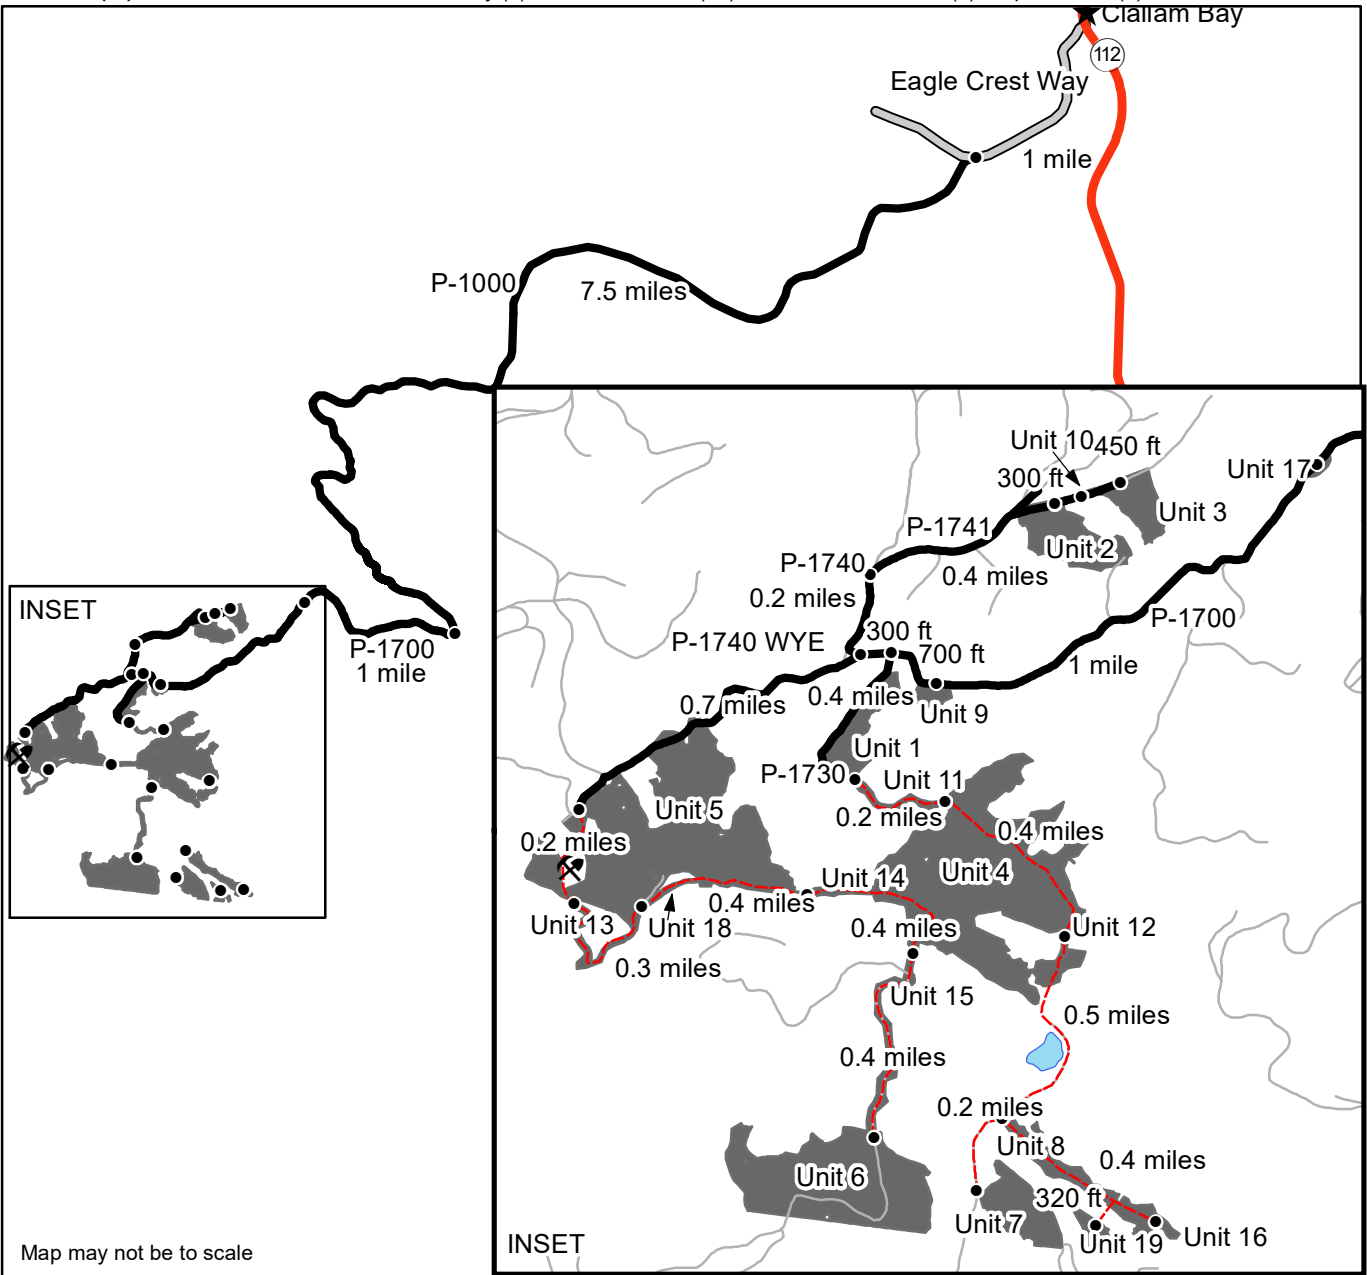 Clallam Bay
112
Eagle Crest Way
1 mile
P-1000
7.5 miles
INSET
P-1700
1 mile
Unit 10
450 ft
300 ft
Unit 17
Unit 3
P-1741
Unit 2
P-1740
0.4 miles
0.2 miles
P-1700
300 ft
P-1740 WYE
700 ft
1 mile
0.4 miles
0.7 miles
Unit 9
Unit 1
P-1730
Unit 11
Unit 5
0.2 miles
0.4 miles
0.2 miles
Unit 4
Unit 14
0.4 miles
Unit 13
Unit 18
0.4 miles
Unit 12
0.3 miles
Unit 15
0.5 miles
0.4 miles
0.2 miles
Unit 8
0.4 miles
Unit 6
320 ft
Unit 7
Unit 19
Unit 16
INSET
Map may not be to scale